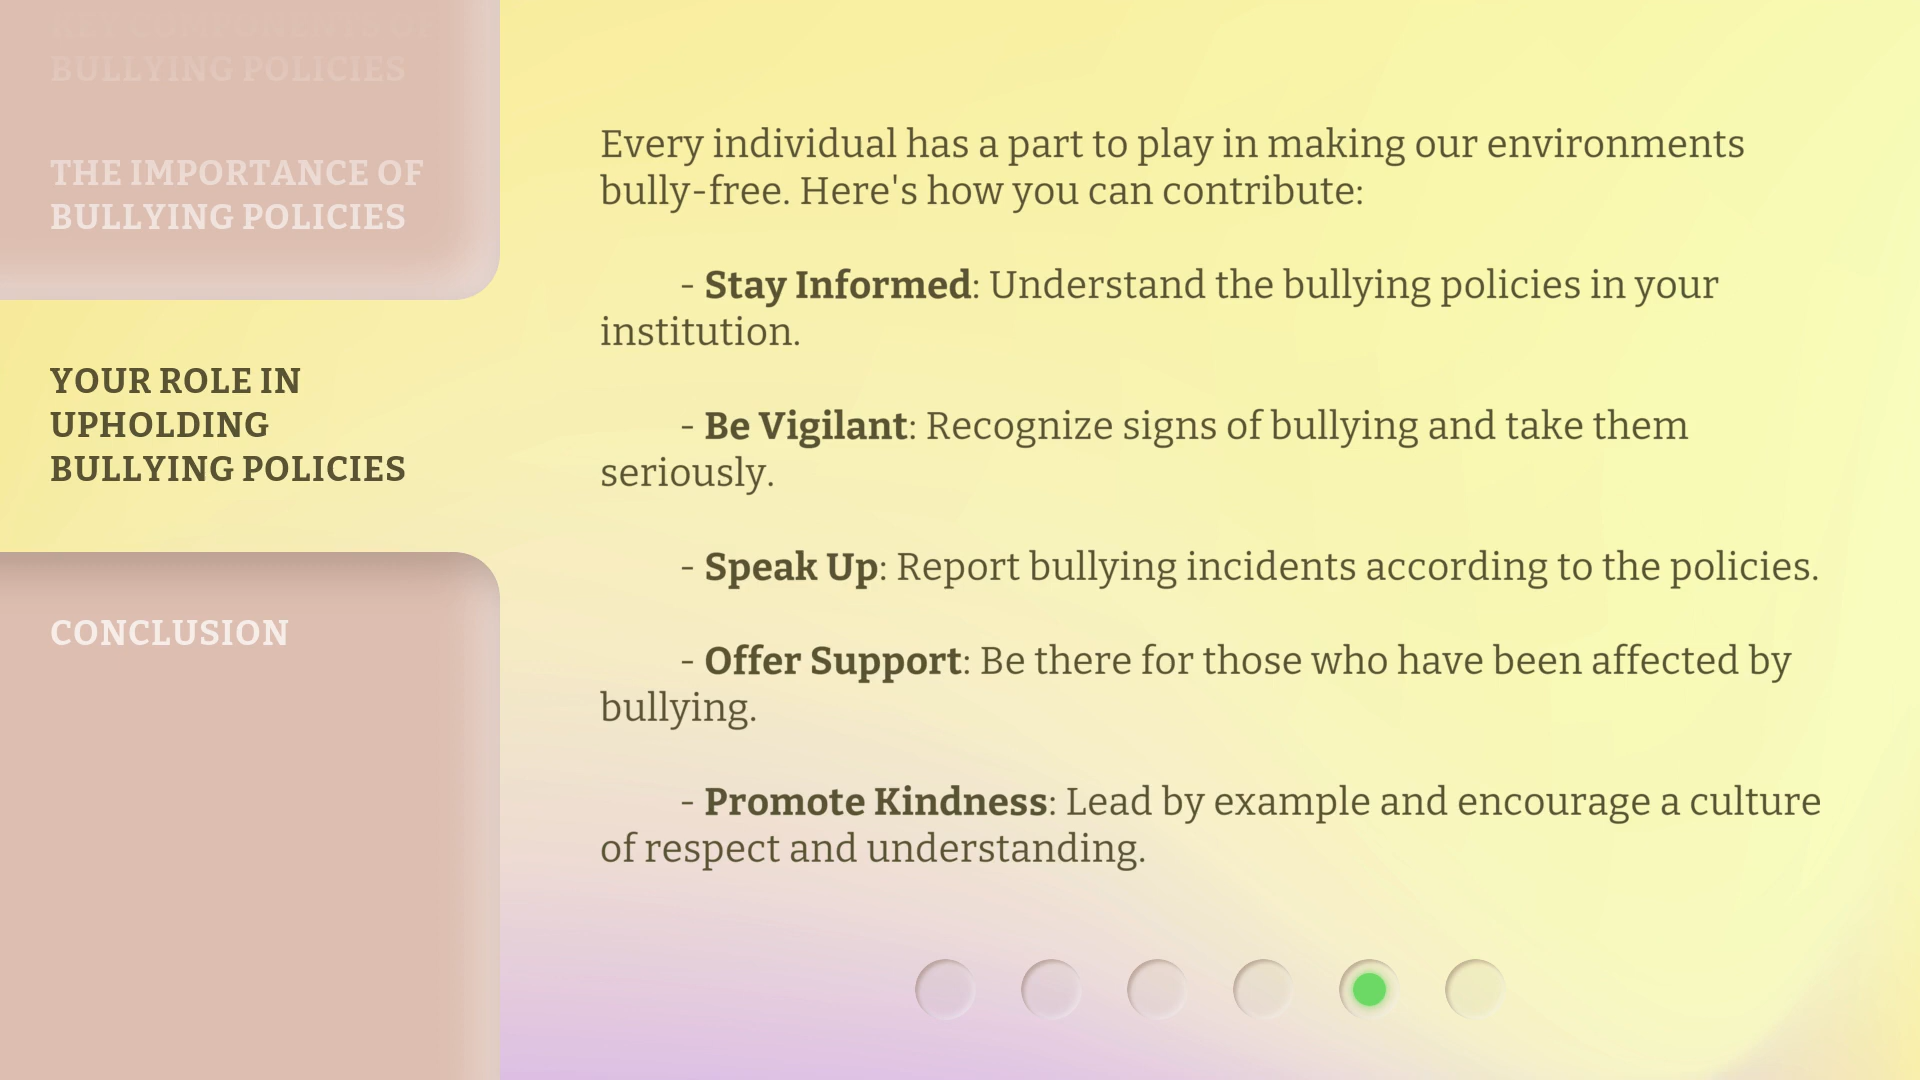 KEY COMPONENTS OF
BULLYING POLICIES
THE IMPORTANCE OF
BULLYING POLICIES
YOUR ROLE IN
UPHOLDING
BULLYING POLICIES
CONCLUSION
Every individual has a part to play in making our environments
bully-free. Here's how you can contribute:
- Stay Informed: Understand the bullying policies in your
institution.
- Be Vigilant: Recognize signs of bullying and take them
seriously.
- Speak Up: Report bullying incidents according to the policies.
- Offer Support: Be there for those who have been affected by
bullying.
- Promote Kindness: Lead by example and encourage a culture
of respect and understanding.